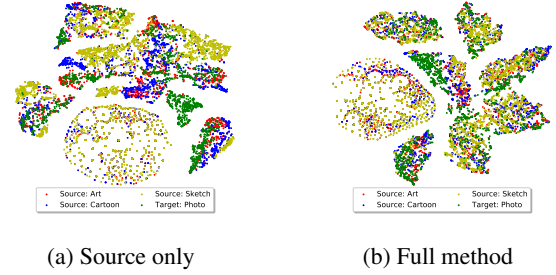 Source: Art
Source: Sketch
Source: Cartoon
Target: Photo
Source: Art
Source: Sketch
Source: Cartoon
Target: Photo
(a) Source only
(b) Full method